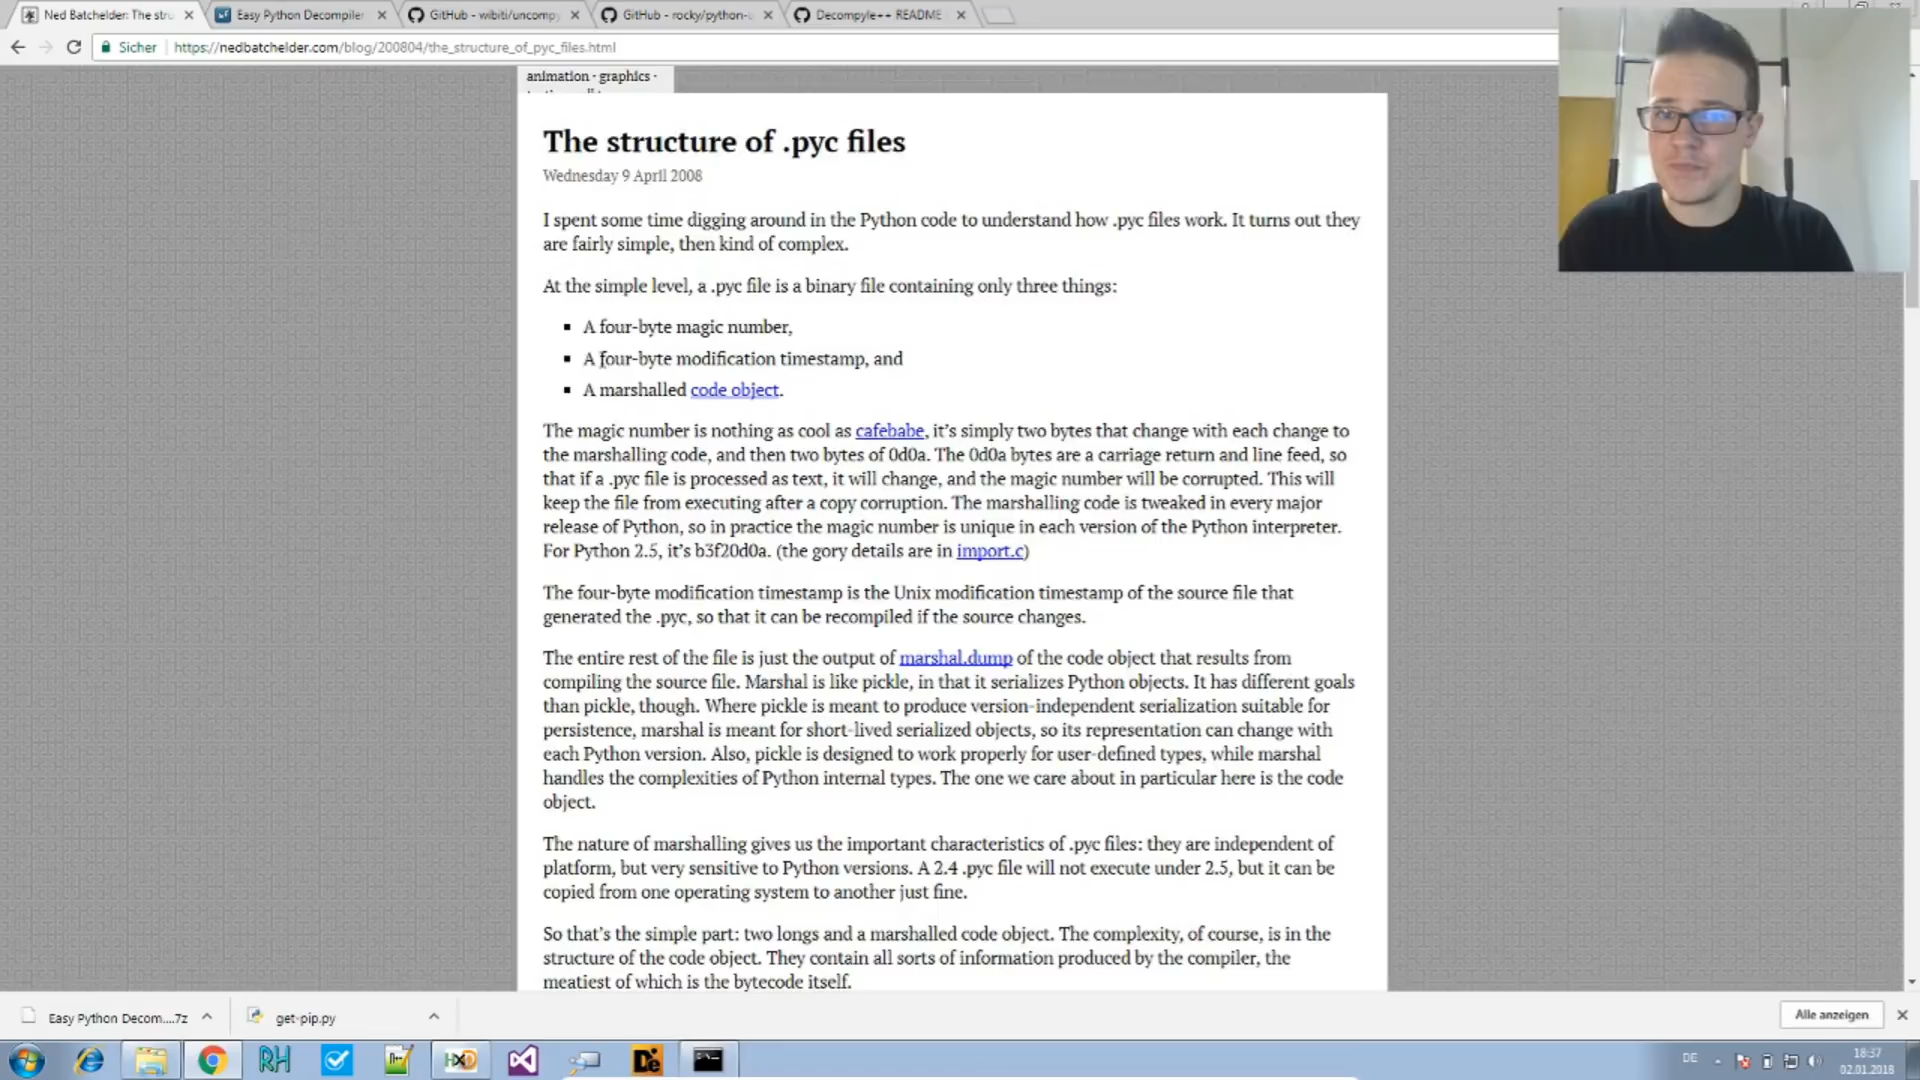 Ned Batchelder: The stru
Easy Python Decompiler
GitHub - wibiti/uncomp
GitHub - rocky/python-
Decompyle++ README
Sicher
https://nedbatchelder.com/blog/200804/the_structure_of_pyc_files.html
animation · graphics ·
The structure of .pyc files
Wednesday 9 April 2008
I spent some time digging around in the Python code to understand how .pyc files work. It turns out they
are fairly simple, then kind of complex.
At the simple level, a .pyc file is a binary file containing only three things:
▪ A four-byte magic number,
▪ A four-byte modification timestamp, and
▪ A marshalled code object.
The magic number is nothing as cool as cafebabe, it’s simply two bytes that change with each change to
the marshalling code, and then two bytes of 0d0a. The 0d0a bytes are a carriage return and line feed, so
that if a .pyc file is processed as text, it will change, and the magic number will be corrupted. This will
keep the file from executing after a copy corruption. The marshalling code is tweaked in every major
release of Python, so in practice the magic number is unique in each version of the Python interpreter.
For Python 2.5, it’s b3f20d0a. (the gory details are in import.c)
The four-byte modification timestamp is the Unix modification timestamp of the source file that
generated the .pyc, so that it can be recompiled if the source changes.
The entire rest of the file is just the output of marshal.dump of the code object that results from
compiling the source file. Marshal is like pickle, in that it serializes Python objects. It has different goals
than pickle, though. Where pickle is meant to produce version-independent serialization suitable for
persistence, marshal is meant for short-lived serialized objects, so its representation can change with
each Python version. Also, pickle is designed to work properly for user-defined types, while marshal
handles the complexities of Python internal types. The one we care about in particular here is the code
object.
The nature of marshalling gives us the important characteristics of .pyc files: they are independent of
platform, but very sensitive to Python versions. A 2.4 .pyc file will not execute under 2.5, but it can be
copied from one operating system to another just fine.
So that’s the simple part: two longs and a marshalled code object. The complexity, of course, is in the
structure of the code object. They contain all sorts of information produced by the compiler, the
meatiest of which is the bytecode itself.
Easy Python Decom....7z
get-pip.py
Alle anzeigen
RH
HXD
De
DE
18:37
02.01.2018